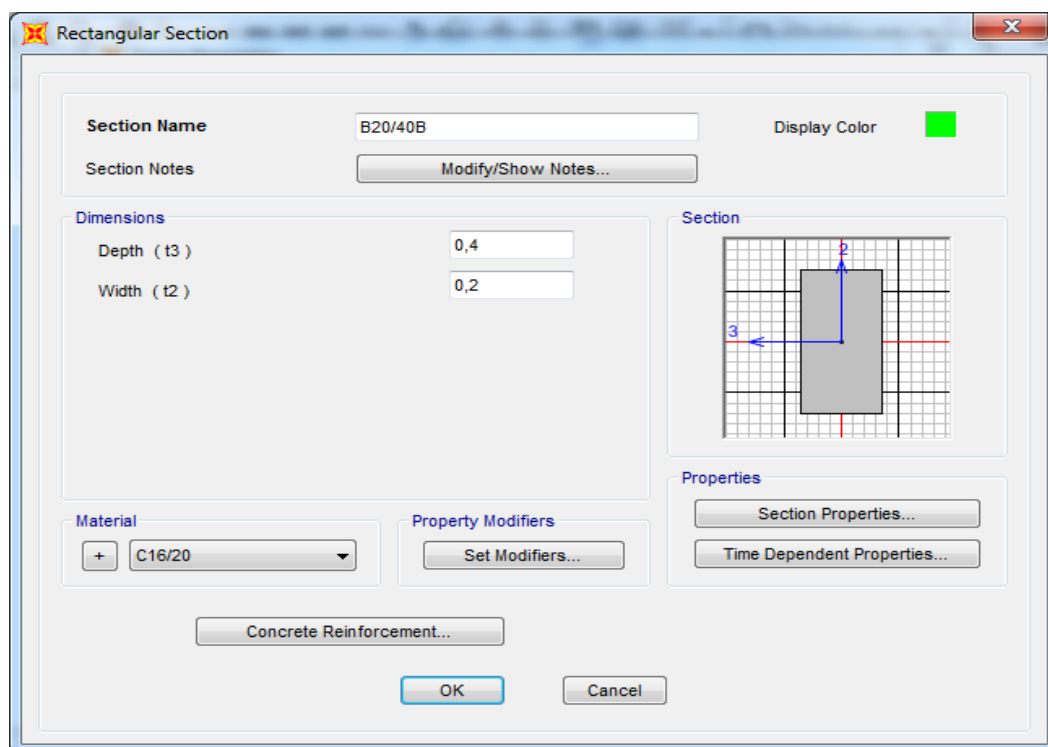 Rectangular Section
Section Name B20/40B Display Color
Section Notes Modify/Show Notes...
Dimensions
Depth ( t3 ) 0,4
Width ( t2 ) 0,2
Section
2
3
Properties
Section Properties...
Time Dependent Properties...
Material
+ C16/20
Property Modifiers
Set Modifiers...
Concrete Reinforcement...
OK Cancel